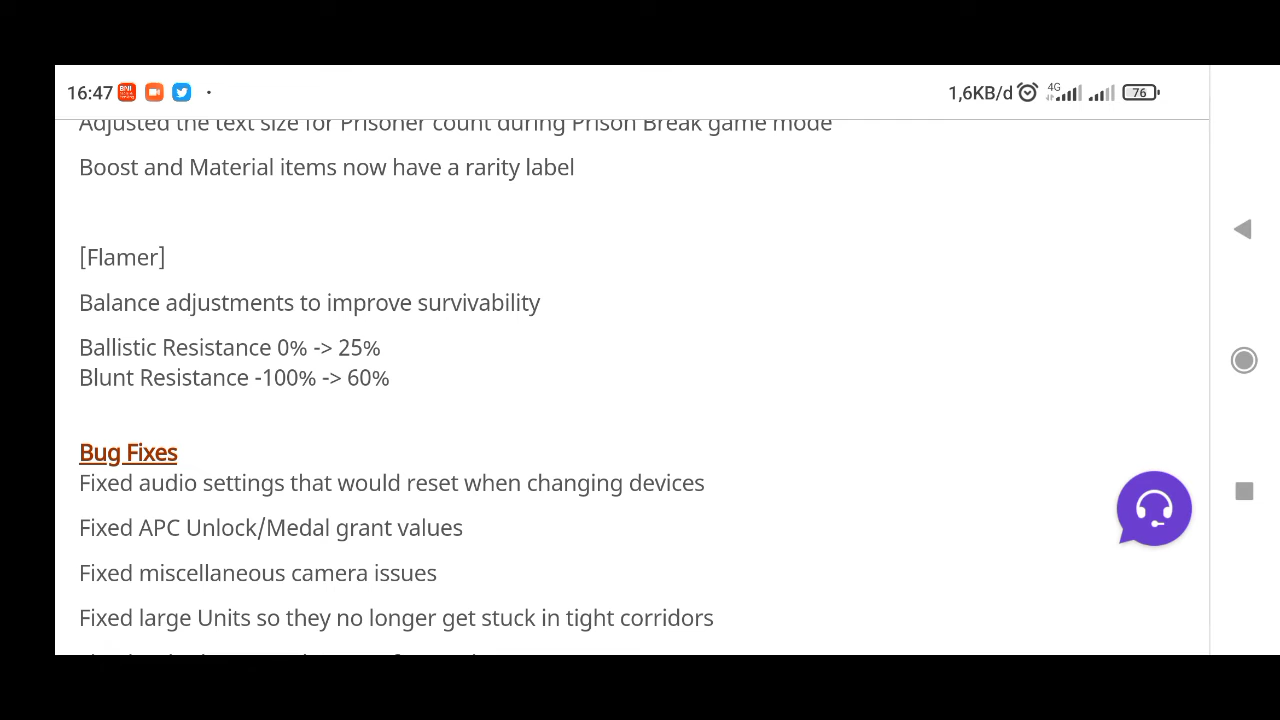 16:47 BNI 1,6KB/d 4G 76
Adjusted the text size for Prisoner count during Prison Break game mode
Boost and Material items now have a rarity label
[Flamer]
Balance adjustments to improve survivability
Ballistic Resistance 0% -> 25%
Blunt Resistance -100% -> 60%
Bug Fixes
Fixed audio settings that would reset when changing devices
Fixed APC Unlock/Medal grant values
Fixed miscellaneous camera issues
Fixed large Units so they no longer get stuck in tight corridors